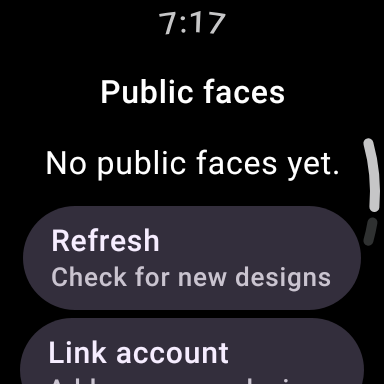 7:17
Public faces
No public faces yet.
Refresh
Check for new designs
Link account